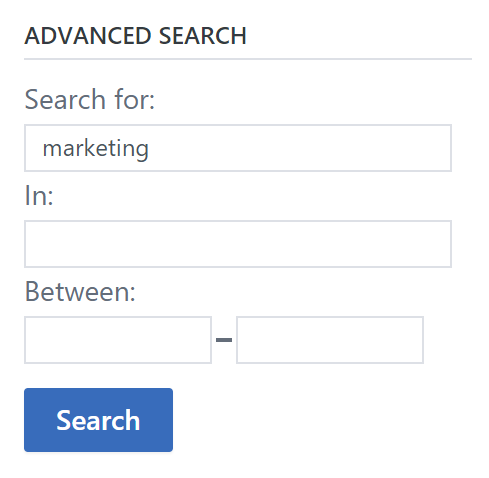 ADVANCED SEARCH
Search for:
marketing
In:
Between:
–
Search